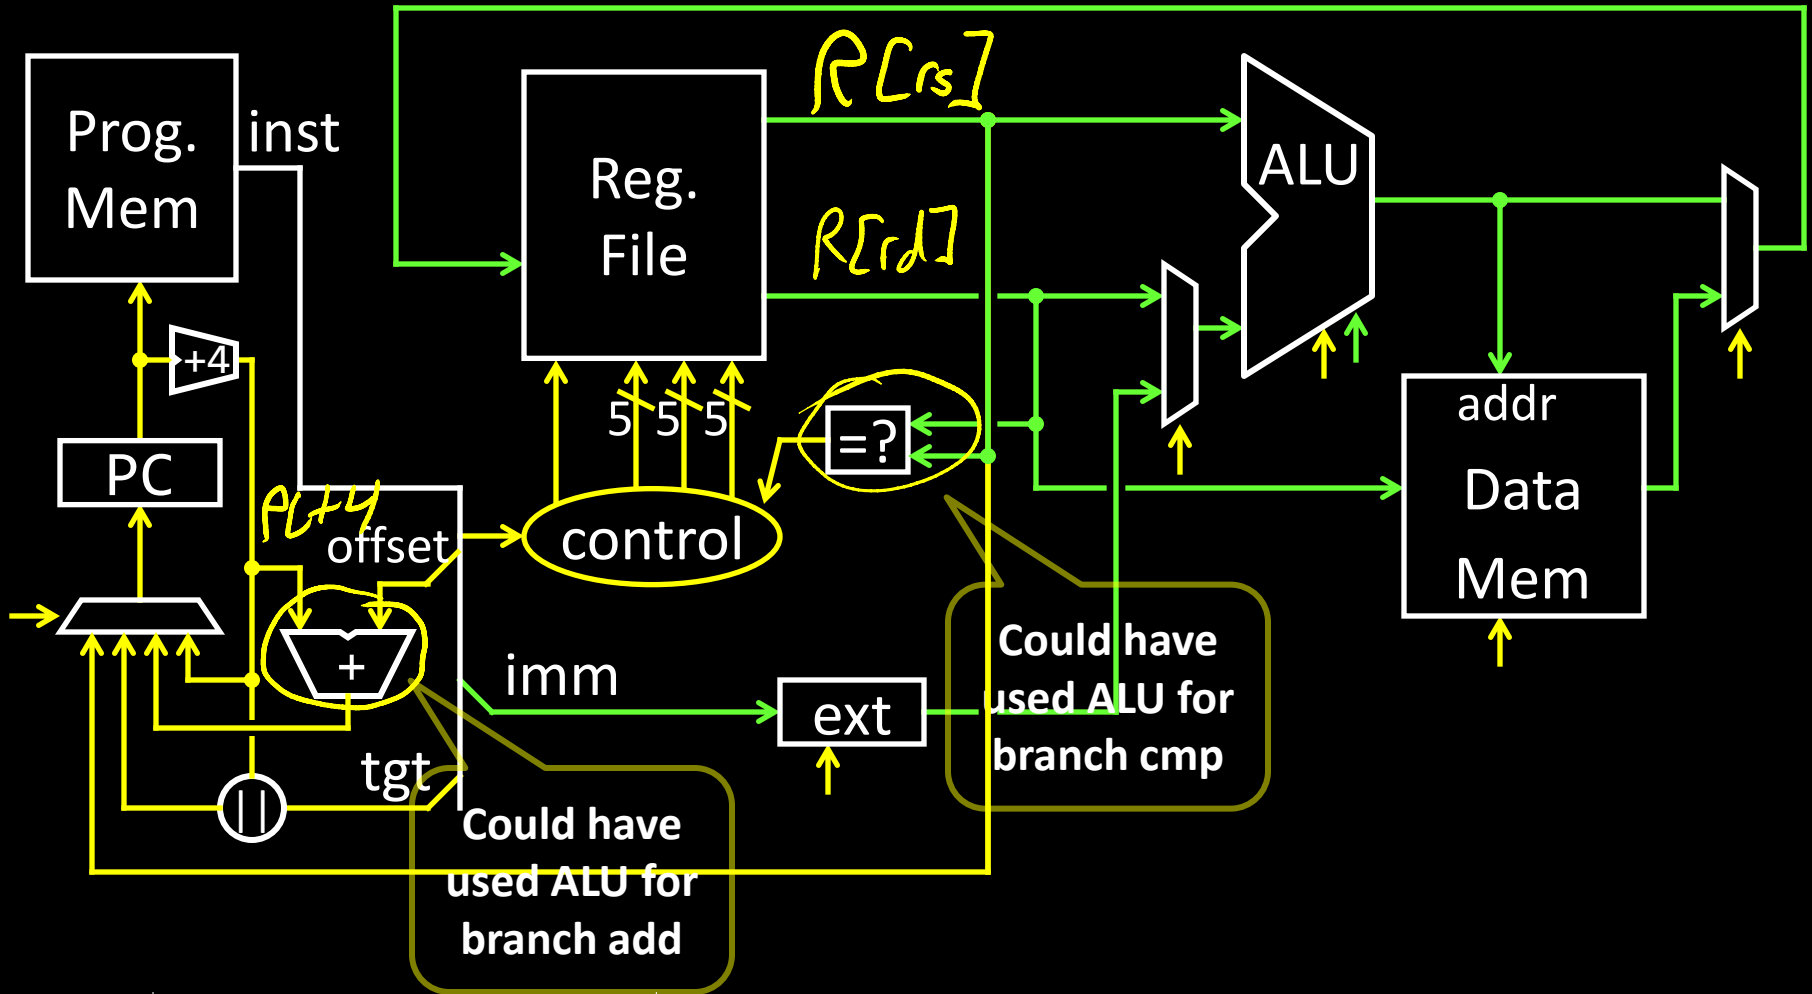 R[rs]
Prog.
Mem
inst
Reg.
File
ALU
R[rd]
+4
5 5 5
=?
addr
Data
Mem
PC
PC+4
offset
control
+
imm
ext
tgt
||
Could have
used ALU for
branch cmp
Could have
used ALU for
branch add